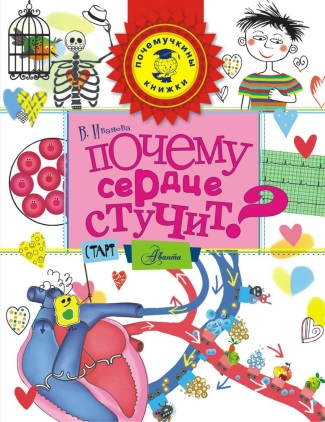 почемучкины
книжки
В. Иванова
ПОЧЕМУ
сердце
СТУЧИТ?
СТАРТ
Аванта